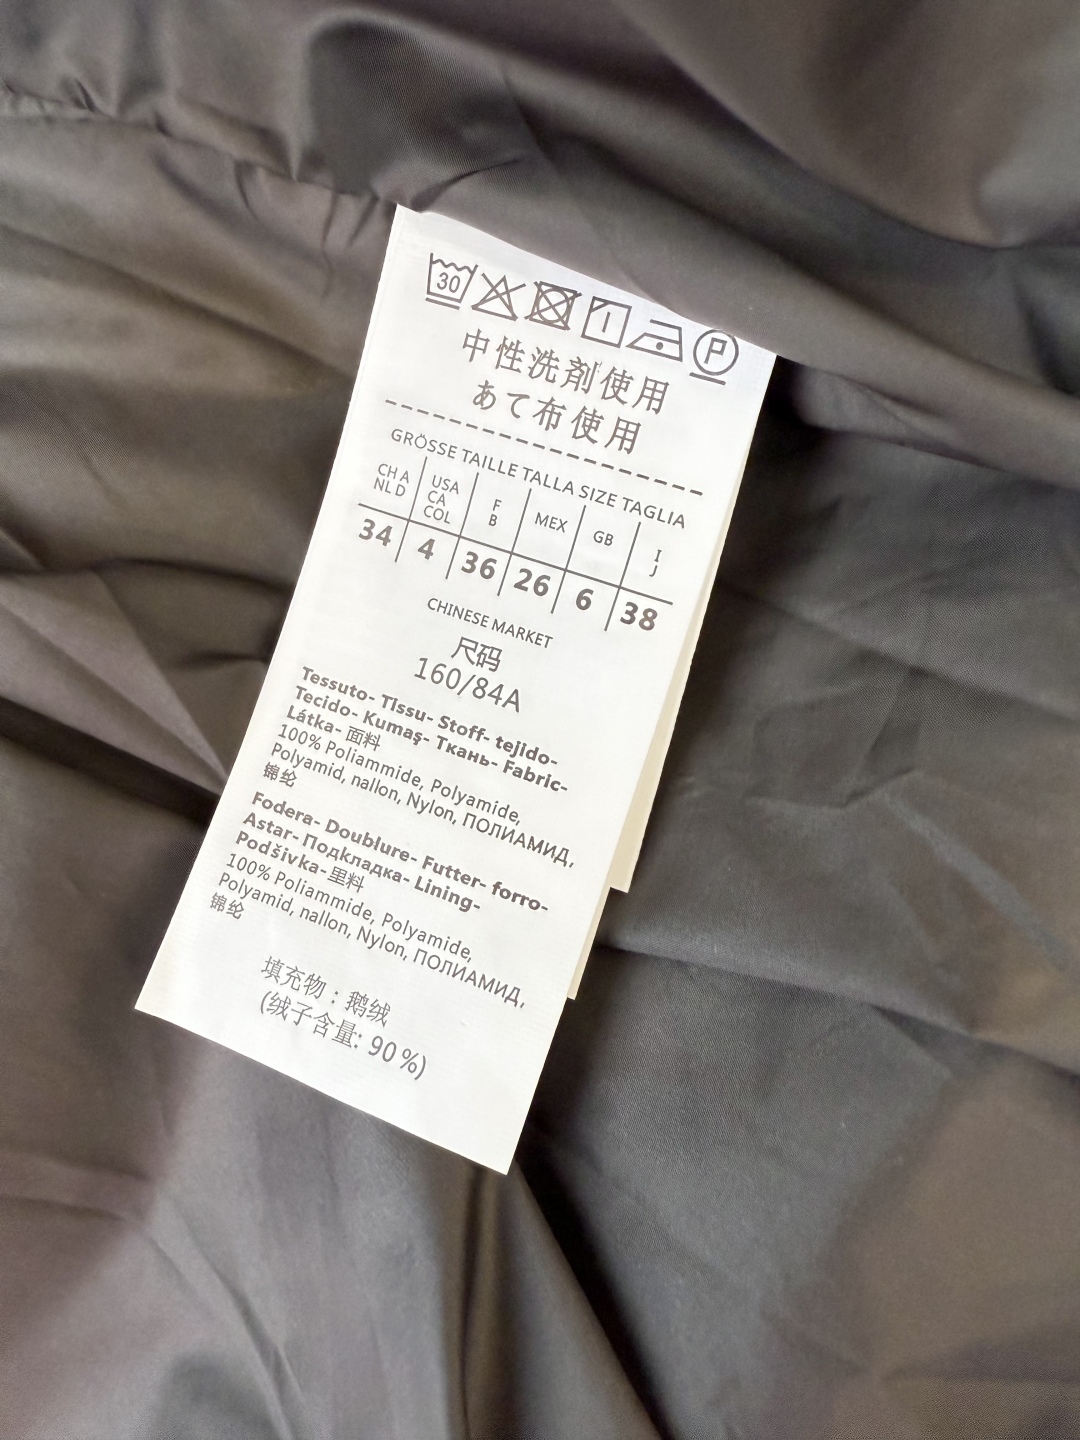 30 P
中性洗剤使用
あて布使用
GRÖSSE TAILLE TALLA SIZE TAGLIA
CH A NL D | USA CA COL | F B | MEX | GB | I J
34 | 4 | 36 | 26 | 6 | 38
CHINESE MARKET
尺码
160/84A
Tessuto- Tissu- Stoff- tejido-
Tecido- Kumaş- Ткань- Fabric-
Látka- 面料
100% Poliammide, Polyamide,
Polyamid, nallon, Nylon, ПОЛИАМИД,
锦纶
Fodera- Doublure- Futter- forro-
Astar- Подкладка- Lining-
Podšivka- 里料
100% Poliammide, Polyamide,
Polyamid, nallon, Nylon, ПОЛИАМИД,
锦纶
填充物：鹅绒
(绒子含量: 90%)